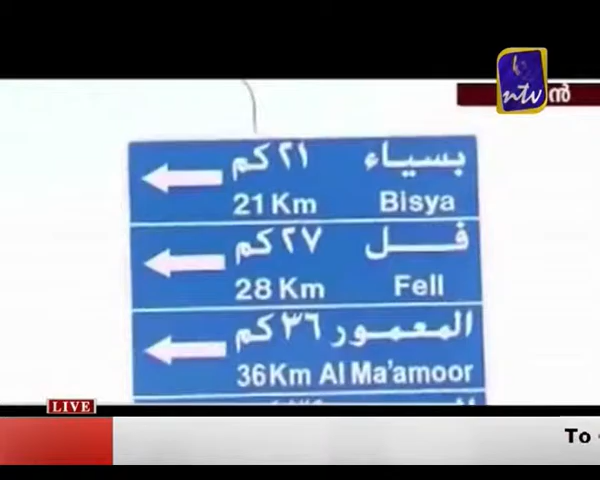 ntv
ൻ
بسياء ٢١ كم
21 Km Bisya
فل ٢٧ كم
28 Km Fell
المعمور ٣٦ كم
36Km Al Ma'amoor
LIVE
To